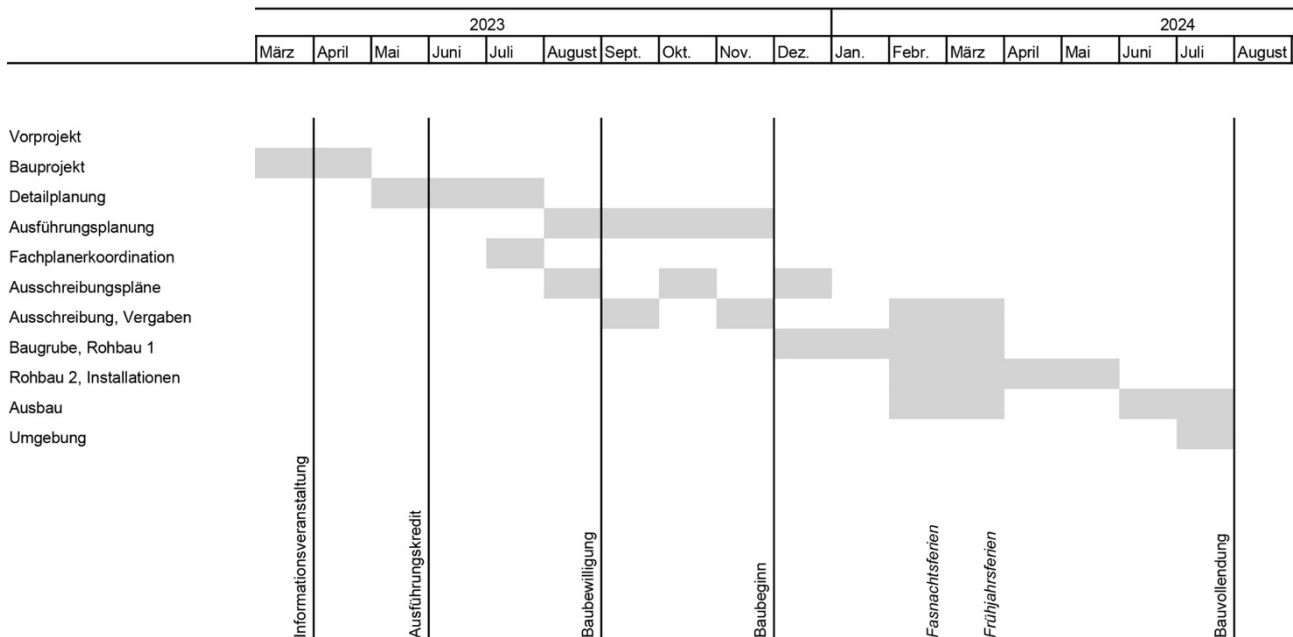 2023 2024
März April Mai Juni Juli August Sept. Okt. Nov. Dez. Jan. Febr. März April Mai Juni Juli August
Vorprojekt
Bauprojekt
Detailplanung
Ausführungsplanung
Fachplanerkoordination
Ausschreibungspläne
Ausschreibung, Vergaben
Baugrube, Rohbau 1
Rohbau 2, Installationen
Ausbau
Umgebung
Informationsveranstaltung
Ausführungskredit
Baubewilligung
Baubeginn
Fasnachtsferien
Frühjahrsferien
Bauvollendung